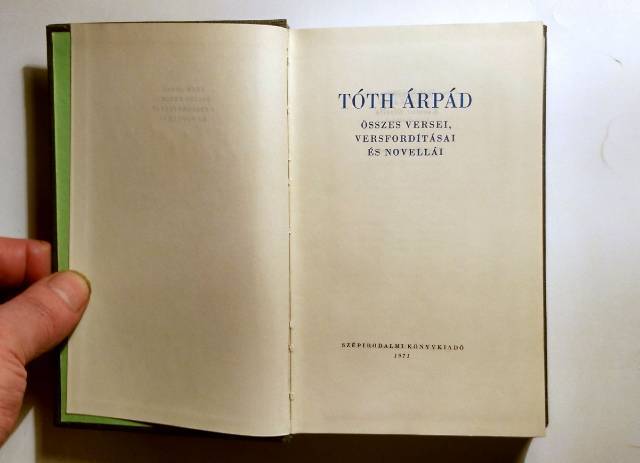 TÓTH ÁRPÁD
ÖSSZES VERSEI,
VERSFORDÍTÁSAI
ÉS NOVELLÁI
SZÉPIRODALMI KÖNYVKIADÓ
1971